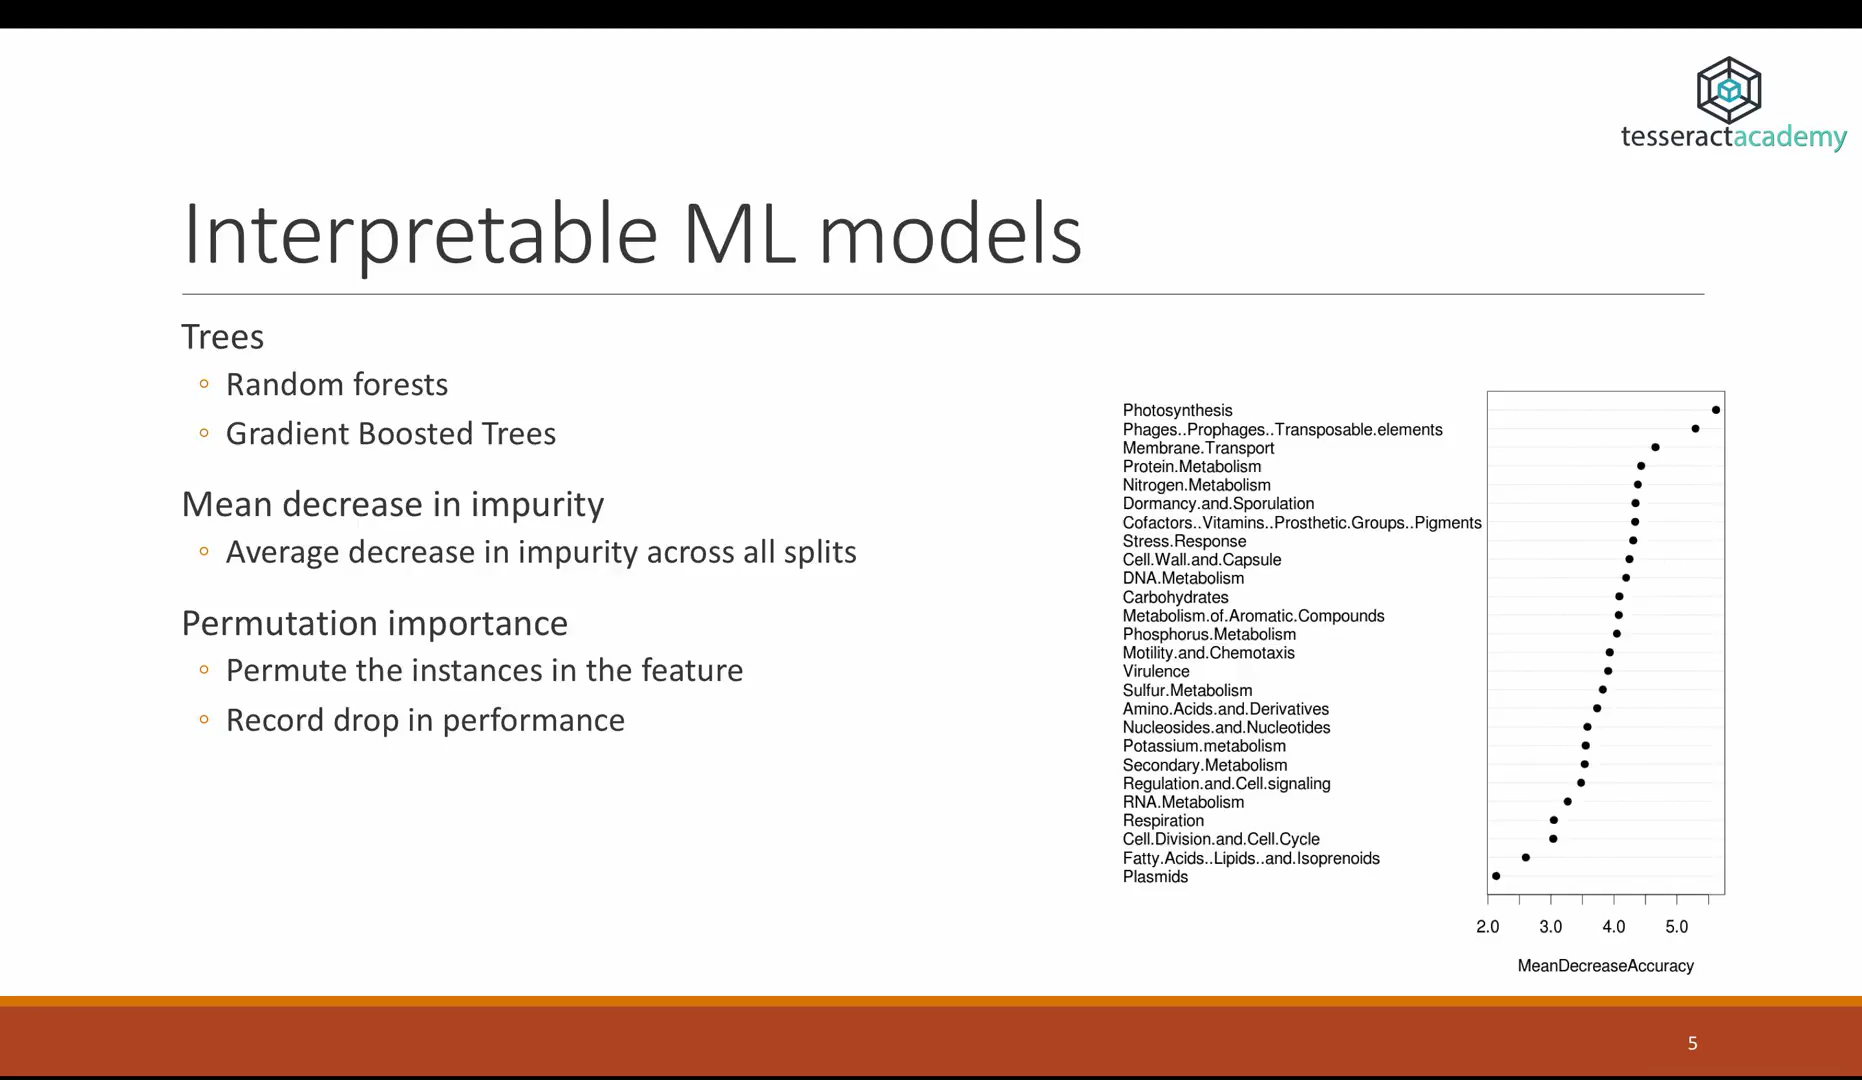 tesseractacademy
Interpretable ML models
Trees
Random forests
Gradient Boosted Trees
Mean decrease in impurity
Average decrease in impurity across all splits
Permutation importance
Permute the instances in the feature
Record drop in performance
Photosynthesis
Phages..Prophages..Transposable.elements
Membrane.Transport
Protein.Metabolism
Nitrogen.Metabolism
Dormancy.and.Sporulation
Cofactors..Vitamins..Prosthetic.Groups..Pigments
Stress.Response
Cell.Wall.and.Capsule
DNA.Metabolism
Carbohydrates
Metabolism.of.Aromatic.Compounds
Phosphorus.Metabolism
Motility.and.Chemotaxis
Virulence
Sulfur.Metabolism
Amino.Acids.and.Derivatives
Nucleosides.and.Nucleotides
Potassium.metabolism
Secondary.Metabolism
Regulation.and.Cell.signaling
RNA.Metabolism
Respiration
Cell.Division.and.Cell.Cycle
Fatty.Acids..Lipids..and.Isoprenoids
Plasmids
2.0 3.0 4.0 5.0
MeanDecreaseAccuracy
5